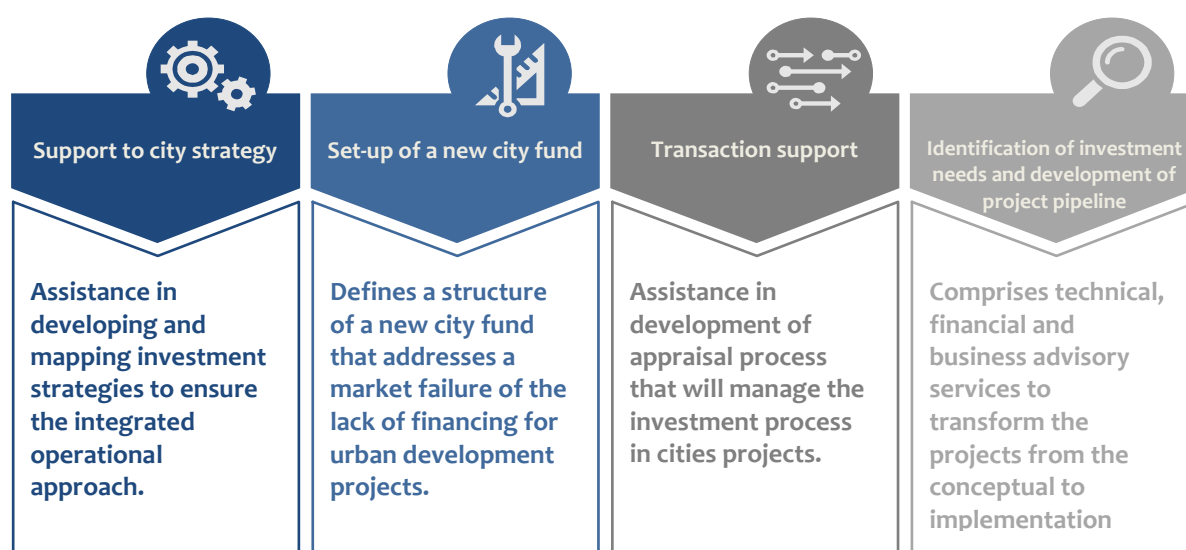 Support to city strategy
Set-up of a new city fund
Transaction support
Identification of investment
needs and development of
project pipeline
Assistance in
developing and
mapping investment
strategies to ensure
the integrated
operational
approach.
Defines a structure
of a new city fund
that addresses a
market failure of the
lack of financing for
urban development
projects.
Assistance in
development of
appraisal process
that will manage the
investment process
in cities projects.
Comprises technical,
financial and
business advisory
services to
transform the
projects from the
conceptual to
implementation